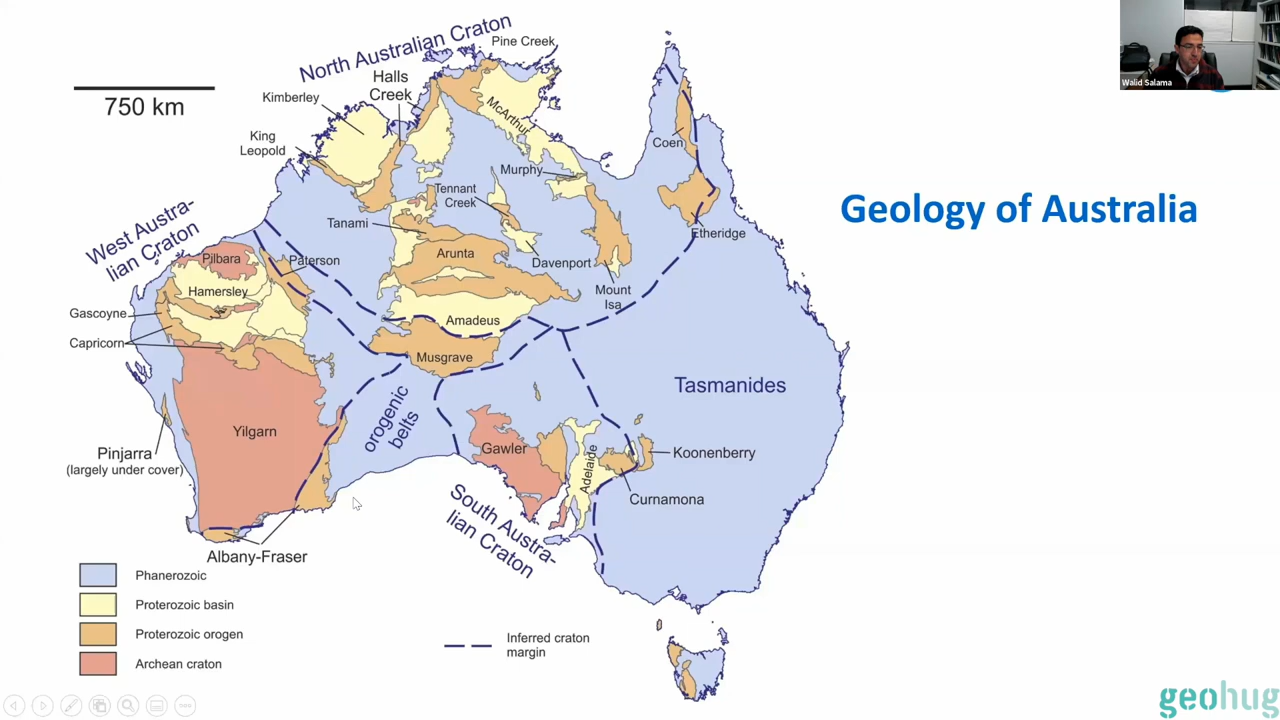 North Australian Craton
Pine Creek
Halls
Creek
Kimberley
750 km
McArthur
King
Leopold
Coen
Murphy
Tennant
Creek
West Austra-
lian Craton
Tanami
Etheridge
Pilbara
Paterson
Arunta
Davenport
Hamersley
Mount
Isa
Gascoyne
Amadeus
Capricorn
Musgrave
Tasmanides
orogenic
belts
Yilgarn
Gawler
Adelaide
Koonenberry
Pinjarra
(largely under cover)
Curnamona
South Austra-
lian Craton
Albany-Fraser
Phanerozoic
Proterozoic basin
Proterozoic orogen
Archean craton
Inferred craton
margin
Geology of Australia
Walid Salama
geohug